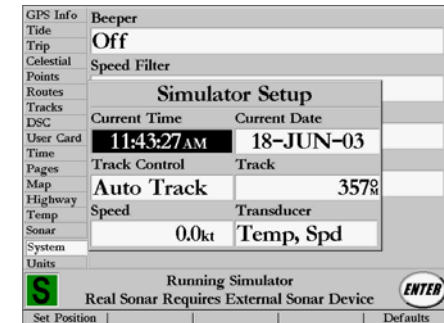 GPS Info
Tide
Trip
Celestial
Points
Routes
Tracks
DSC
User Card
Time
Pages
Map
Highway
Temp
Sonar
System
Units
Beeper
Off
Speed Filter
Simulator Setup
Current Time Current Date
11:43:27AM 18-JUN-03
Track Control Track
Auto Track 357°M
Speed Transducer
0.0kt Temp, Spd
S
Running Simulator
Real Sonar Requires External Sonar Device
ENTER
Set Position Defaults